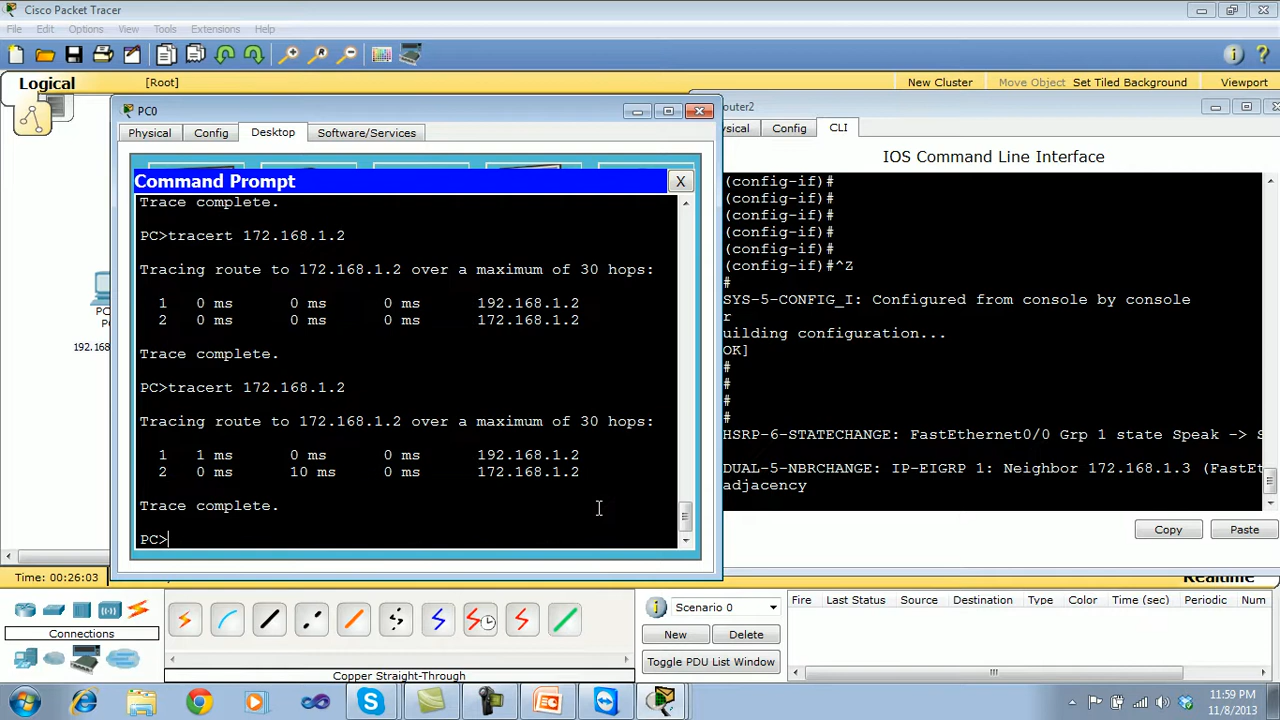 Cisco Packet Tracer
File Edit Options View Tools Extensions Help
Logical [Root] New Cluster Move Object Set Tiled Background Viewport
PC0
Physical Config Desktop Software/Services
Command Prompt X
Trace complete.
PC>tracert 172.168.1.2
Tracing route to 172.168.1.2 over a maximum of 30 hops:
1 0 ms 0 ms 0 ms 192.168.1.2
2 0 ms 0 ms 0 ms 172.168.1.2
Trace complete.
PC>tracert 172.168.1.2
Tracing route to 172.168.1.2 over a maximum of 30 hops:
1 1 ms 0 ms 0 ms 192.168.1.2
2 0 ms 10 ms 0 ms 172.168.1.2
Trace complete.
PC>
outer2
sical Config CLI
IOS Command Line Interface
(config-if)#
(config-if)#
(config-if)#
(config-if)#
(config-if)#
(config-if)#^Z
#
SYS-5-CONFIG_I: Configured from console by console
r
uilding configuration...
OK]
#
#
#
#
HSRP-6-STATECHANGE: FastEthernet0/0 Grp 1 state Speak -> S
DUAL-5-NBRCHANGE: IP-EIGRP 1: Neighbor 172.168.1.3 (FastEt
adjacency
Copy Paste
PC
P
192.168
Time: 00:26:03
Realtime
Connections
Copper Straight-Through
Scenario 0
New Delete
Toggle PDU List Window
Fire Last Status Source Destination Type Color Time (sec) Periodic Num
11:59 PM
11/8/2013